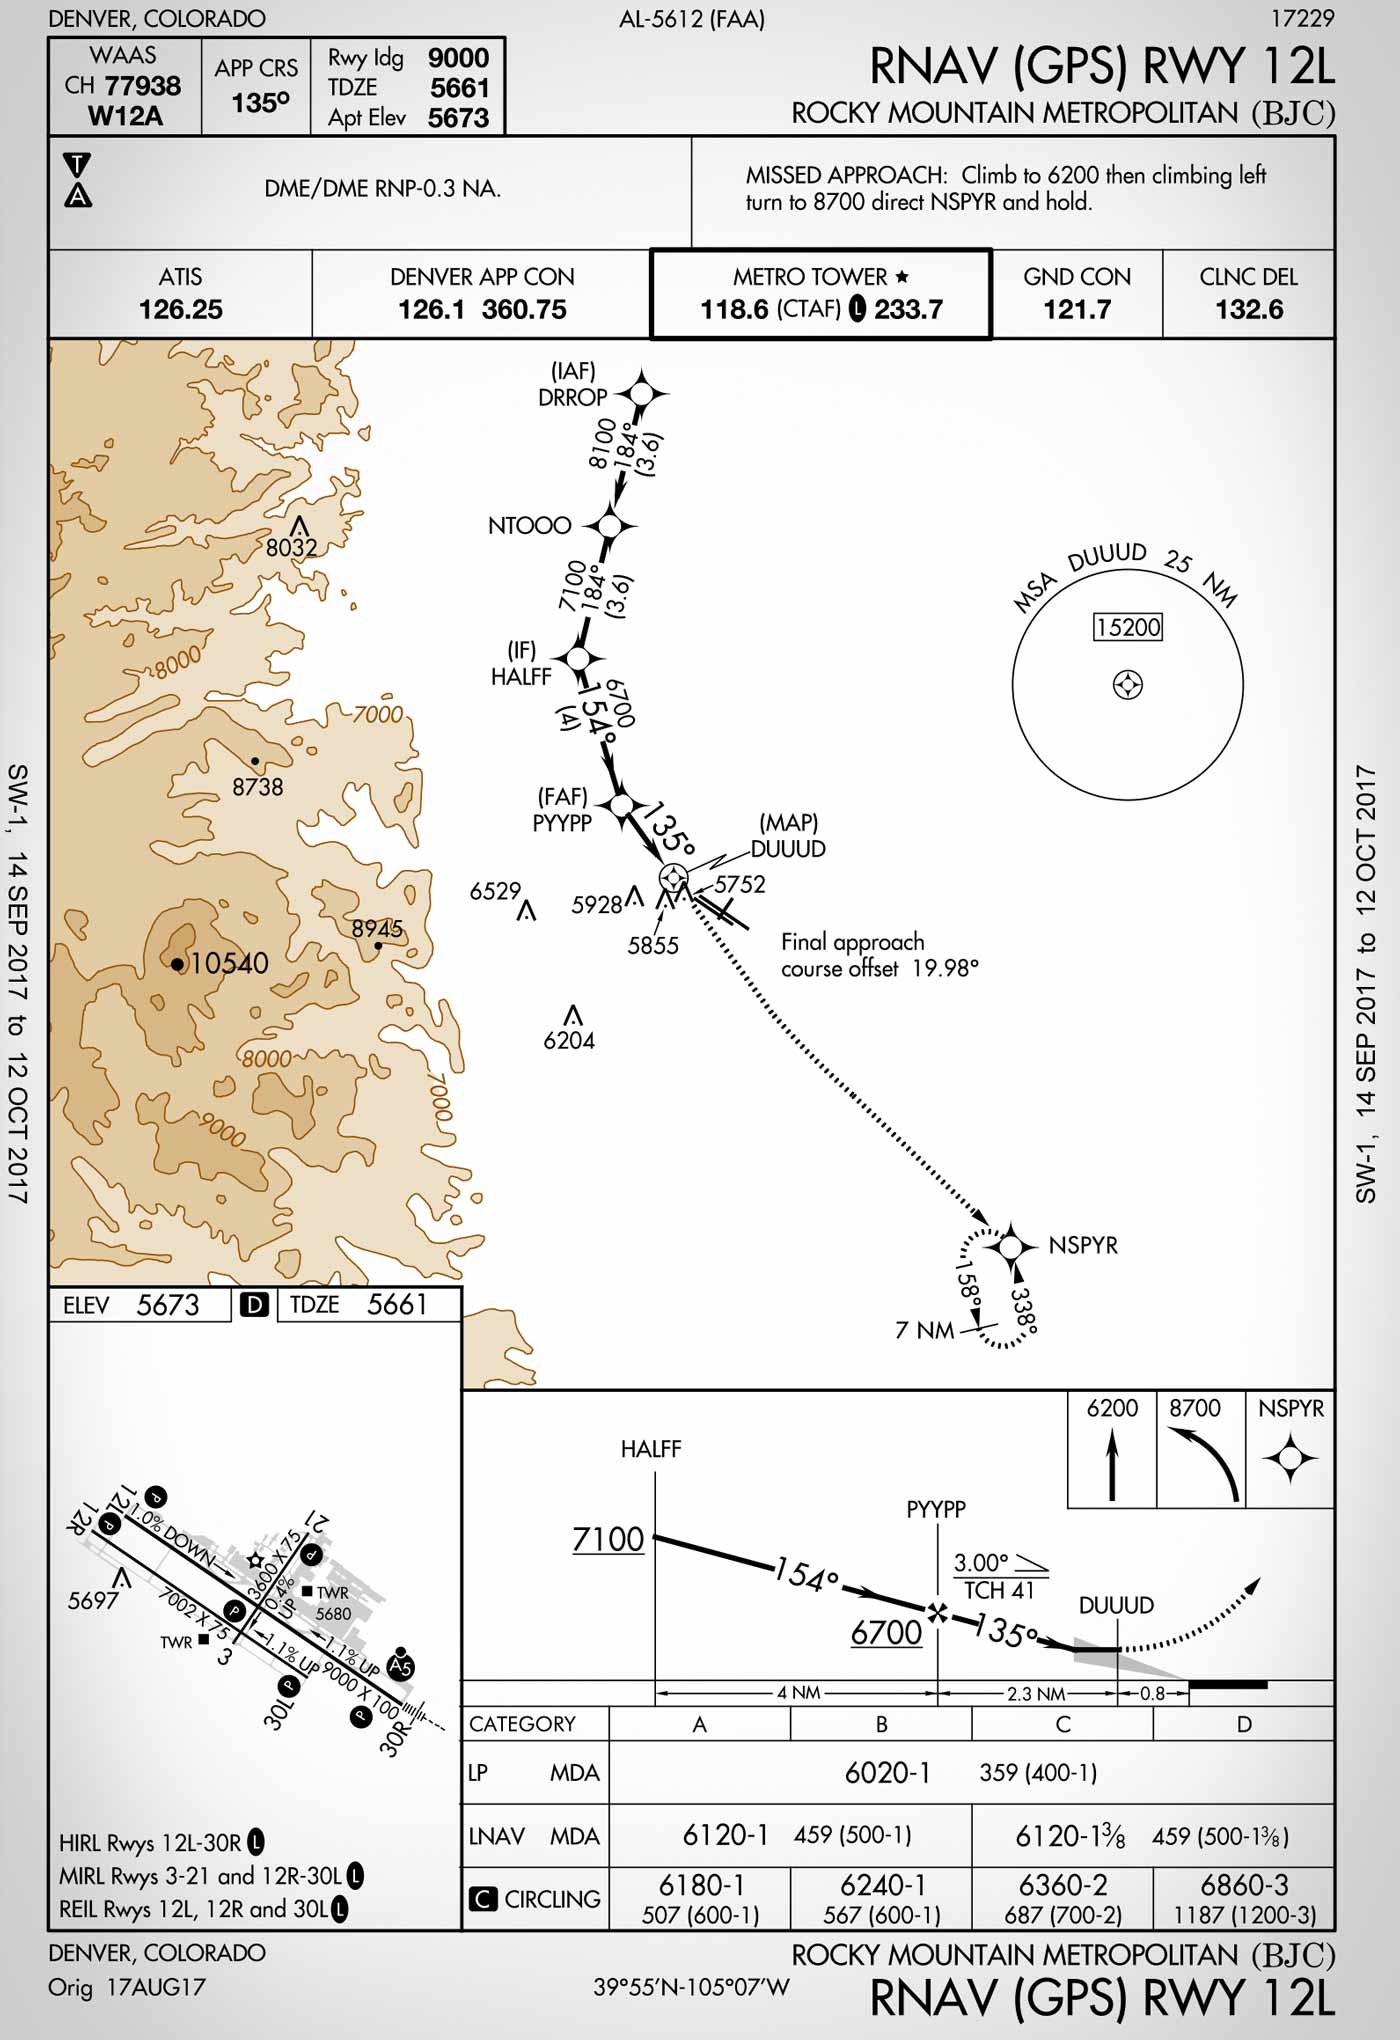 DENVER, COLORADO
AL-5612 (FAA)
17229
WAAS
CH 77938
W12A
APP CRS
135°
Rwy Idg 9000
TDZE 5661
Apt Elev 5673
RNAV (GPS) RWY 12L
ROCKY MOUNTAIN METROPOLITAN (BJC)
T
A
DME/DME RNP-0.3 NA.
MISSED APPROACH: Climb to 6200 then climbing left
turn to 8700 direct NSPYR and hold.
ATIS
126.25
DENVER APP CON
126.1 360.75
METRO TOWER
118.6 (CTAF) L 233.7
GND CON
121.7
CLNC DEL
132.6
(IAF)
DRROP
8100
184°
(3.6)
NTOOO
7100
184°
(3.6)
(IF)
HALFF
6700
154°
(4)
(FAF)
PYYPP
135°
(MAP)
DUUUD
MSA DUUUD 25 NM
15200
8032
8000
7000
8738
6529
5928
5752
5855
8945
10540
Final approach
course offset 19.98°
6204
8000
7000
9000
NSPYR
158°
338°
7 NM
SW-1, 14 SEP 2017 to 12 OCT 2017
SW-1, 14 SEP 2017 to 12 OCT 2017
ELEV 5673
D
TDZE 5661
12L
P
12R
P
1.0% DOWN
21
P
3600 X 75
0.4%
UP
TWR
5680
5697
7002 X 75
P
TWR
3
1.1% UP
1.1% UP
9000 X 100
A5
P
30L
P
30R
HIRL Rwys 12L-30R L
MIRL Rwys 3-21 and 12R-30L L
REIL Rwys 12L, 12R and 30L L
6200
8700
NSPYR
HALFF
7100
154°
PYYPP
6700
3.00°
TCH 41
135°
DUUUD
4 NM
2.3 NM
0.8
CATEGORY A B C D
LP MDA 6020-1 359 (400-1)
LNAV MDA 6120-1 459 (500-1) 6120-1⅜ 459 (500-1⅜)
C CIRCLING
6180-1
507 (600-1)
6240-1
567 (600-1)
6360-2
687 (700-2)
6860-3
1187 (1200-3)
DENVER, COLORADO
Orig 17AUG17
39°55'N-105°07'W
ROCKY MOUNTAIN METROPOLITAN (BJC)
RNAV (GPS) RWY 12L